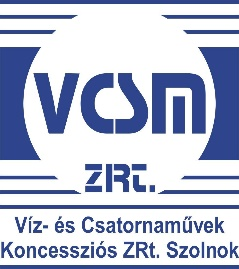 VCSM
ZRt.
Víz- és Csatornaművek
Koncessziós ZRt. Szolnok